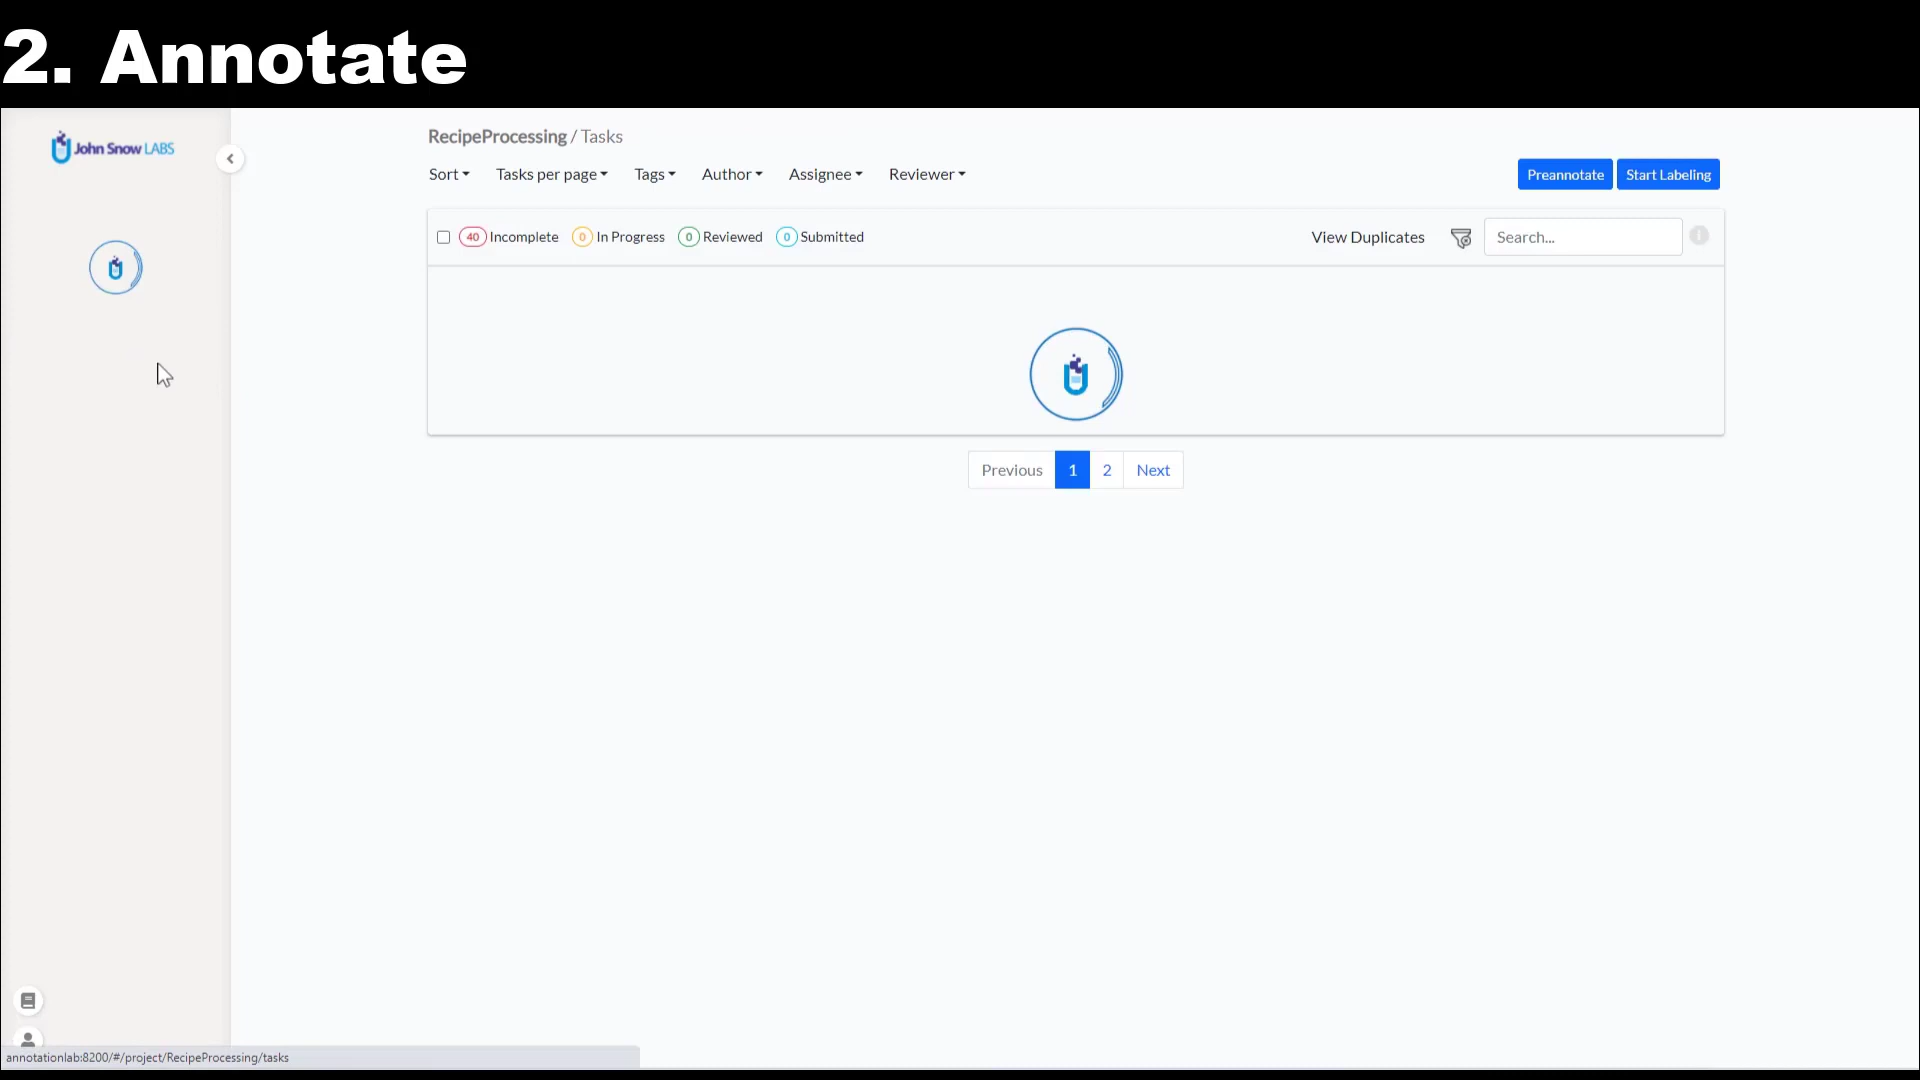 2. Annotate
John Snow LABS
RecipeProcessing / Tasks
Sort Tasks per page Tags Author Assignee Reviewer
Preannotate Start Labeling
40 Incomplete 0 In Progress 0 Reviewed 0 Submitted
View Duplicates Search...
Previous 1 2 Next
annotationlab:8200/#/project/RecipeProcessing/tasks